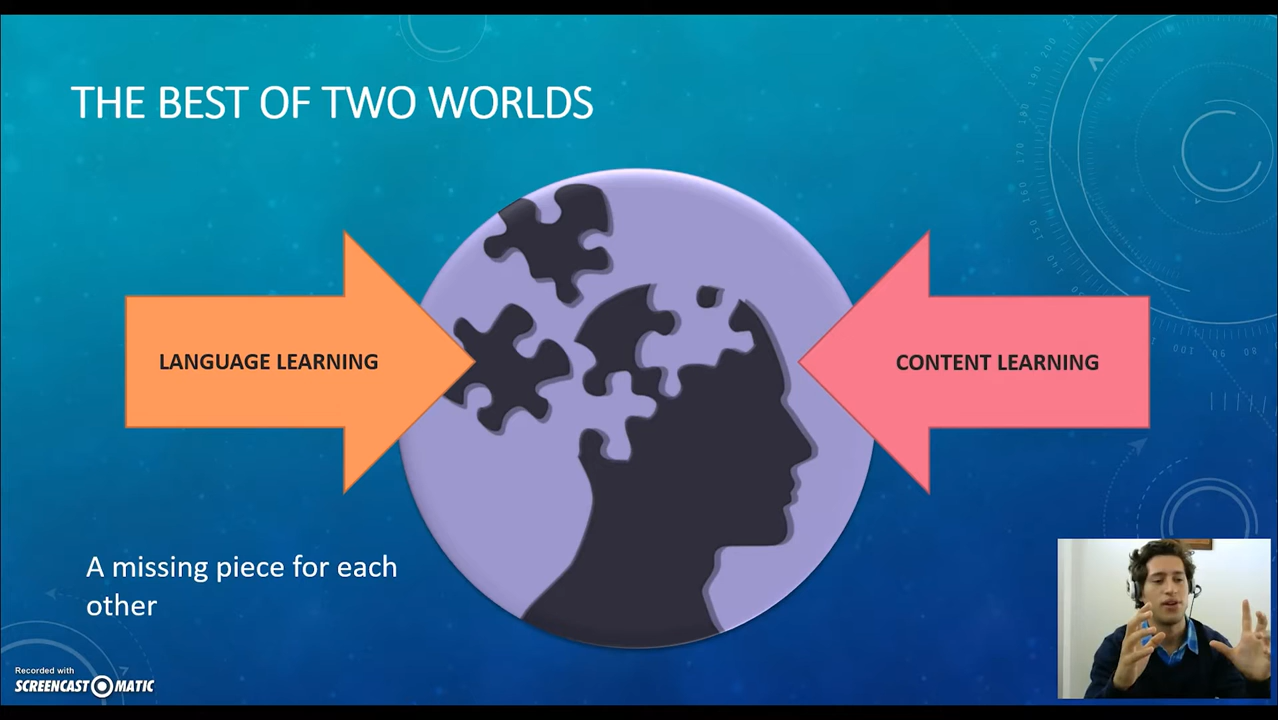 THE BEST OF TWO WORLDS
LANGUAGE LEARNING
CONTENT LEARNING
A missing piece for each
other
Recorded with
SCREENCAST-O-MATIC